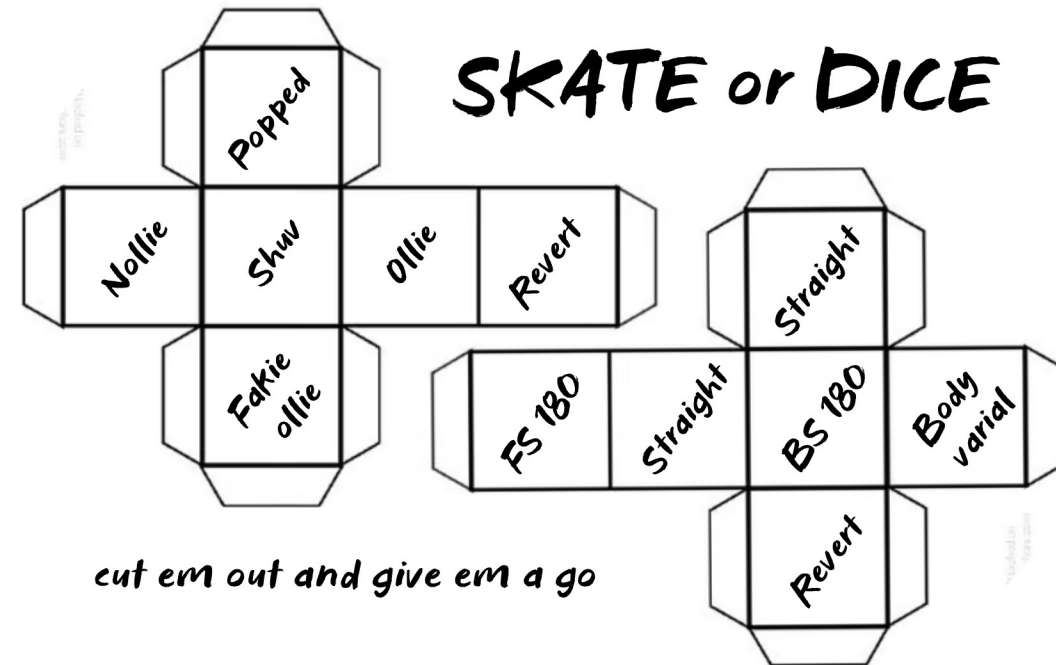 SKATE or DICE
Popped
Nollie
Shuv
Ollie
Revert
Fakie
ollie
Straight
FS 180
Straight
BS 180
Body
varial
Revert
cut em out and give em a go